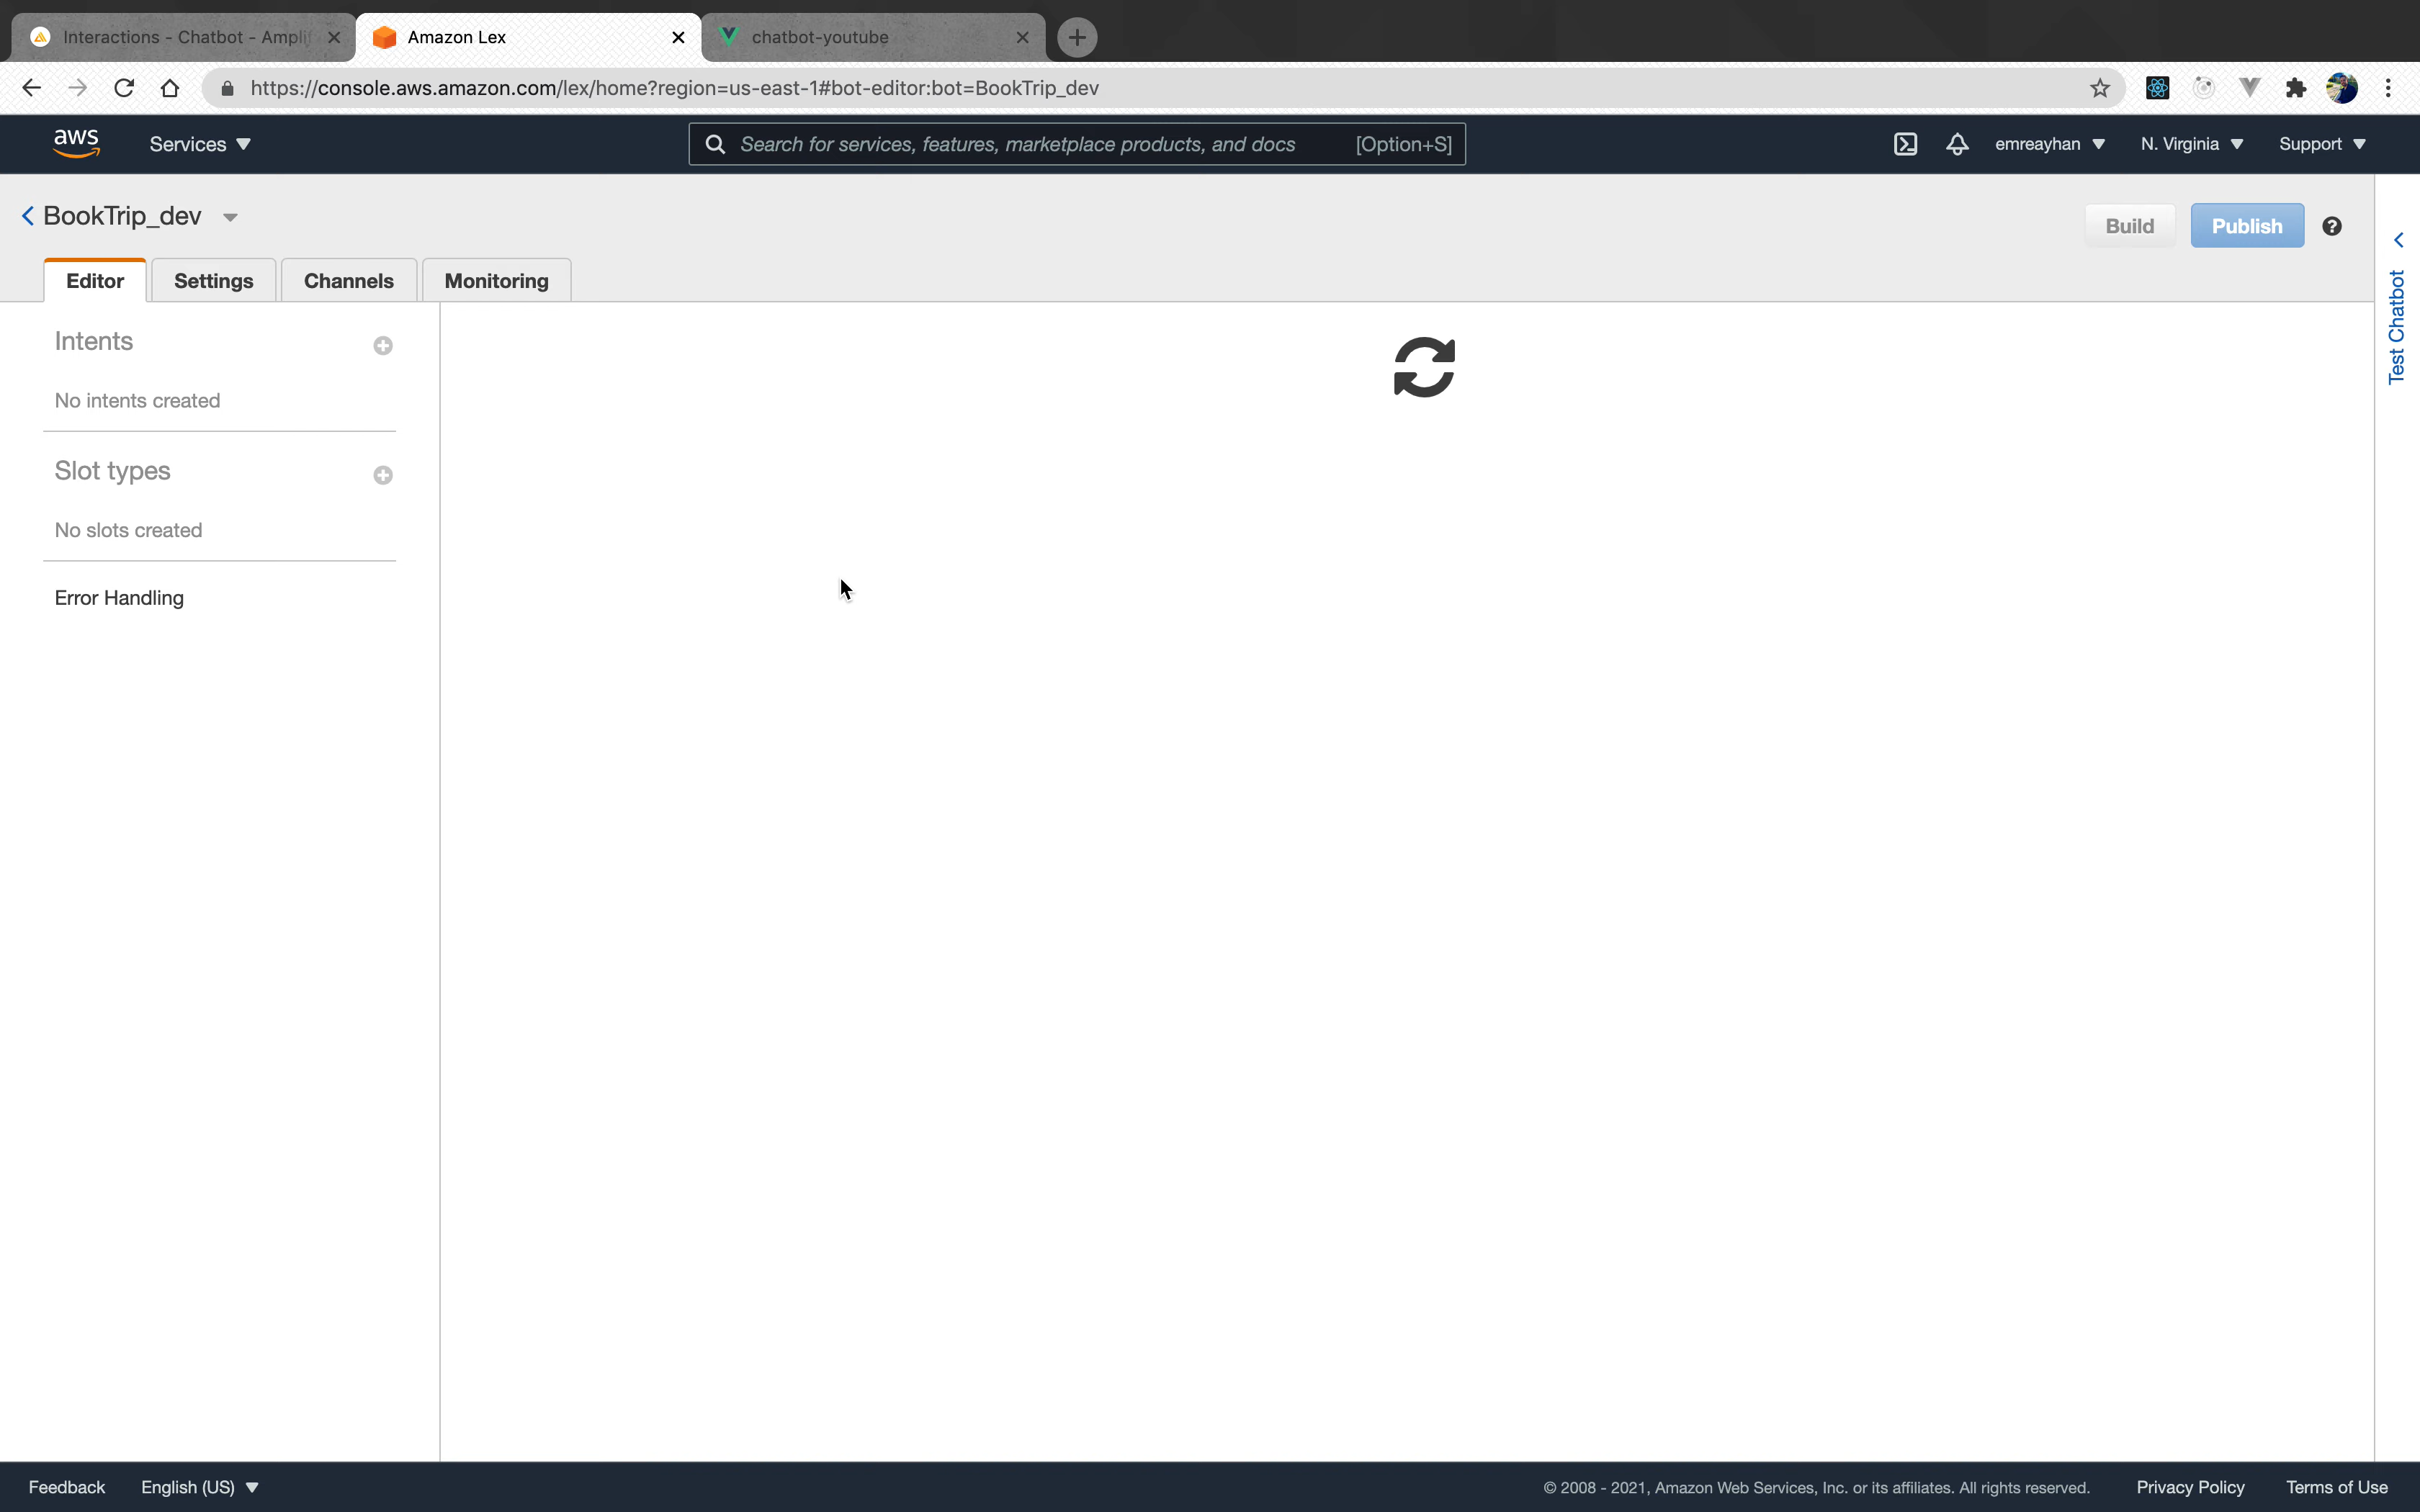 Interactions - Chatbot - Ampli
Amazon Lex
chatbot-youtube
https://console.aws.amazon.com/lex/home?region=us-east-1#bot-editor:bot=BookTrip_dev
aws
Services
Search for services, features, marketplace products, and docs
[Option+S]
emreayhan
N. Virginia
Support
BookTrip_dev
Build
Publish
Editor
Settings
Channels
Monitoring
Test Chatbot
Intents
No intents created
Slot types
No slots created
Error Handling
Feedback
English (US)
© 2008 - 2021, Amazon Web Services, Inc. or its affiliates. All rights reserved.
Privacy Policy
Terms of Use